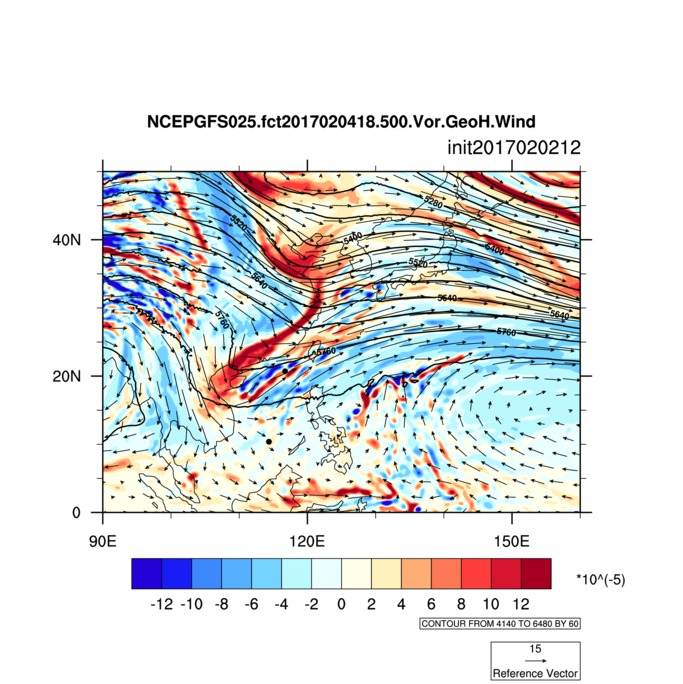 NCEPGFS025.fct2017020418.500.Vor.GeoH.Wind
init2017020212
5280
5320
5400
5400
40N
5520
5640
5640
5640
5760
5760
5760
20N
0
90E 120E 150E
-12 -10 -8 -6 -4 -2 0 2 4 6 8 10 12
*10^(-5)
CONTOUR FROM 4140 TO 6480 BY 60
15
Reference Vector